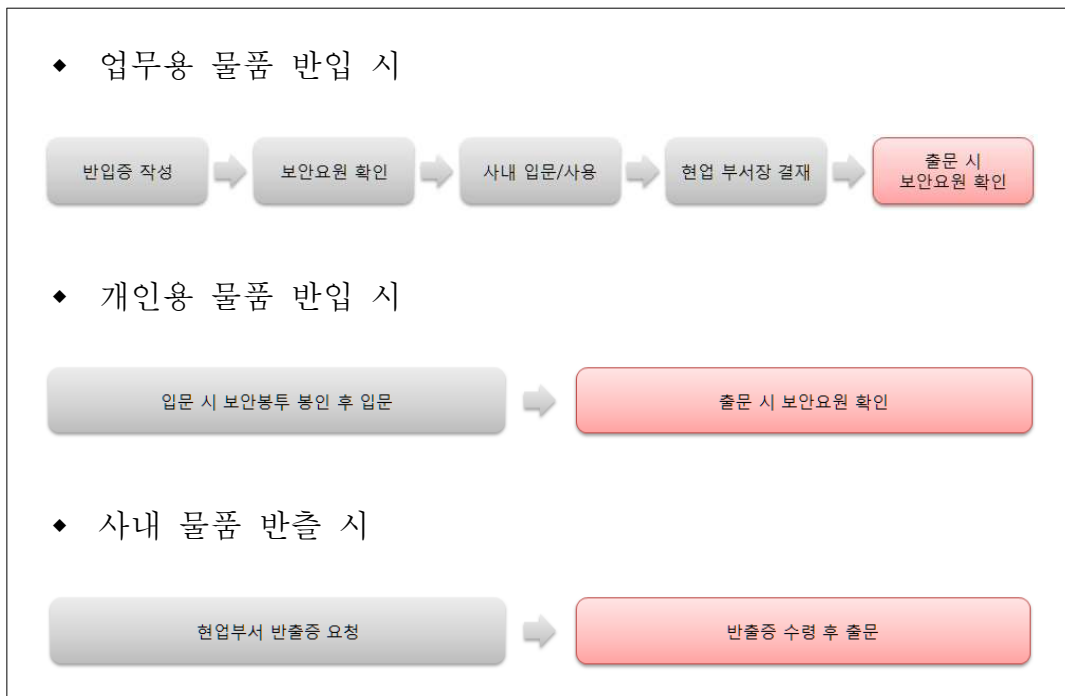 ◆ 업무용 물품 반입 시
반입증 작성
보안요원 확인
사내 입문/사용
현업 부서장 결재
출문 시
보안요원 확인
◆ 개인용 물품 반입 시
입문 시 보안봉투 봉인 후 입문
출문 시 보안요원 확인
◆ 사내 물품 반츨 시
현업부서 반출증 요청
반출증 수령 후 출문